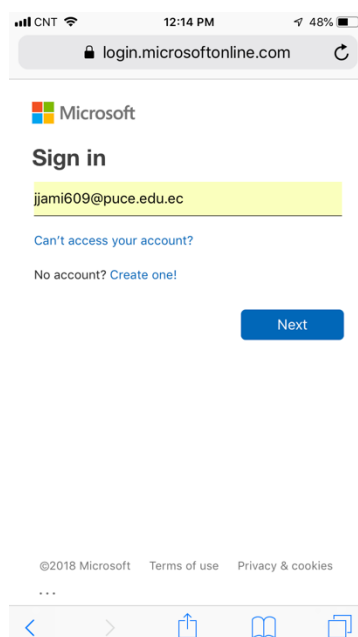 CNT 12:14 PM 48%
login.microsoftonline.com
Microsoft
Sign in
jjami609@puce.edu.ec
Can't access your account?
No account? Create one!
Next
©2018 Microsoft Terms of use Privacy & cookies
...